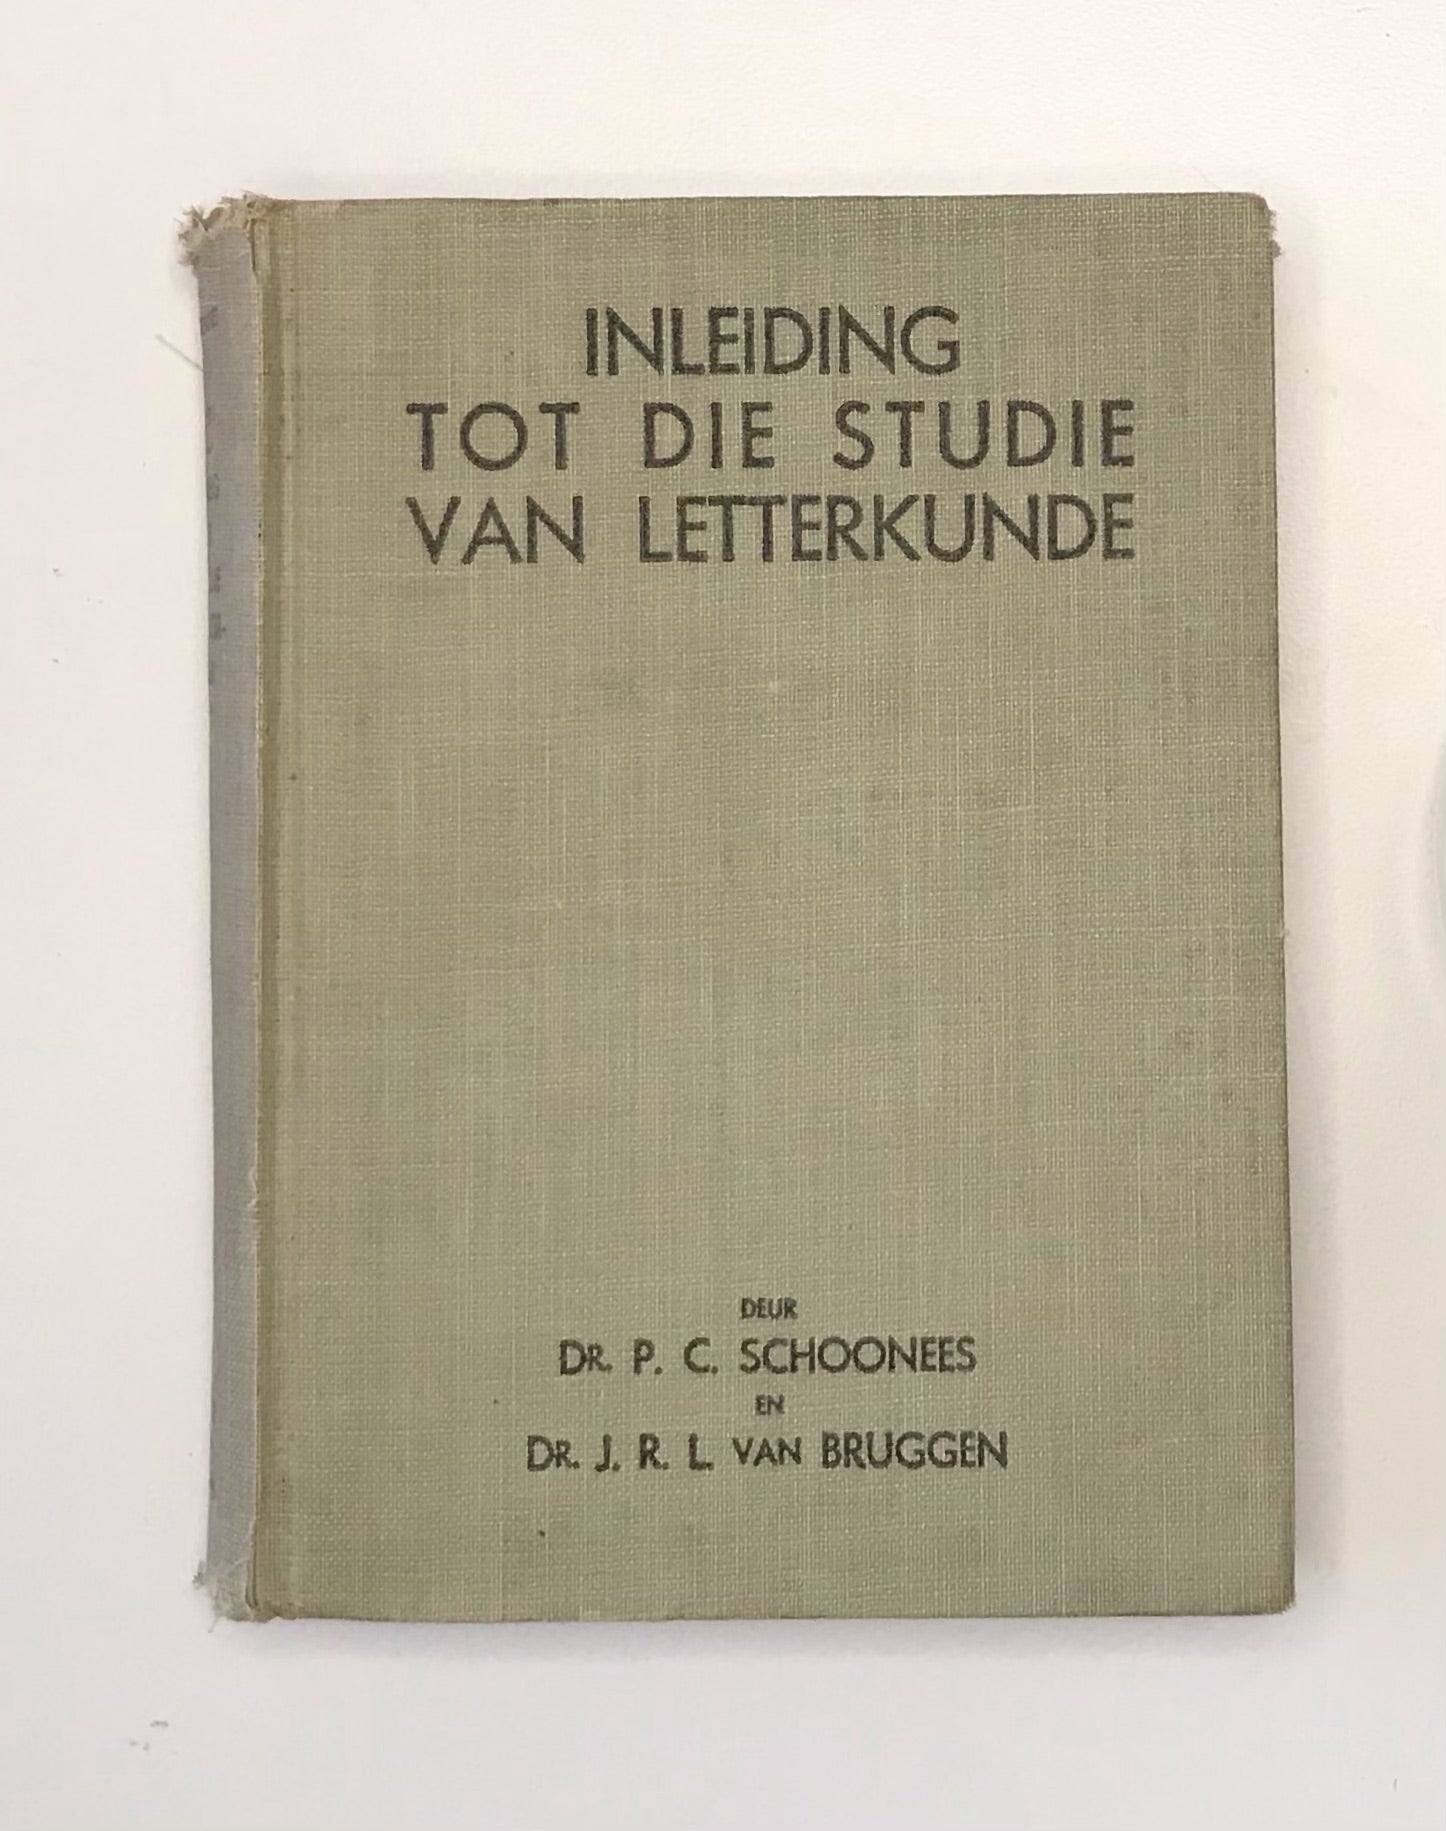 INLEIDING
TOT DIE STUDIE
VAN LETTERKUNDE
DEUR
DR. P. C. SCHOONEES
EN
DR. J. R. L. VAN BRUGGEN